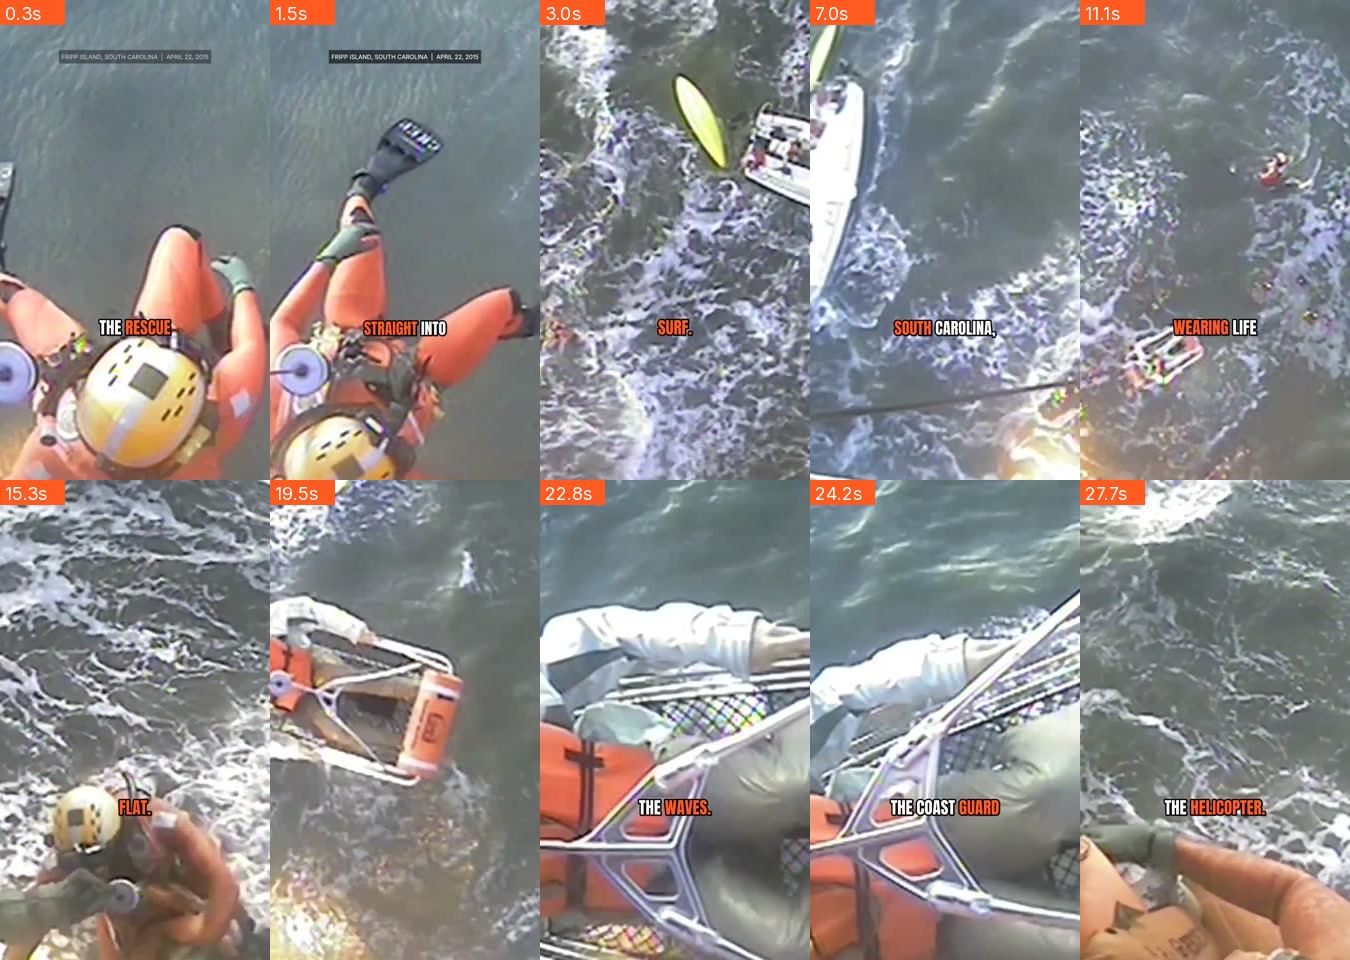 0.3s
FRIPP ISLAND, SOUTH CAROLINA | APRIL 22, 2015
THE RESCUE
1.5s
FRIPP ISLAND, SOUTH CAROLINA | APRIL 22, 2015
STRAIGHT INTO
3.0s
SURF.
7.0s
SOUTH CAROLINA,
11.1s
WEARING LIFE
15.3s
FLAT.
19.5s
22.8s
THE WAVES.
24.2s
THE COAST GUARD
27.7s
THE HELICOPTER.